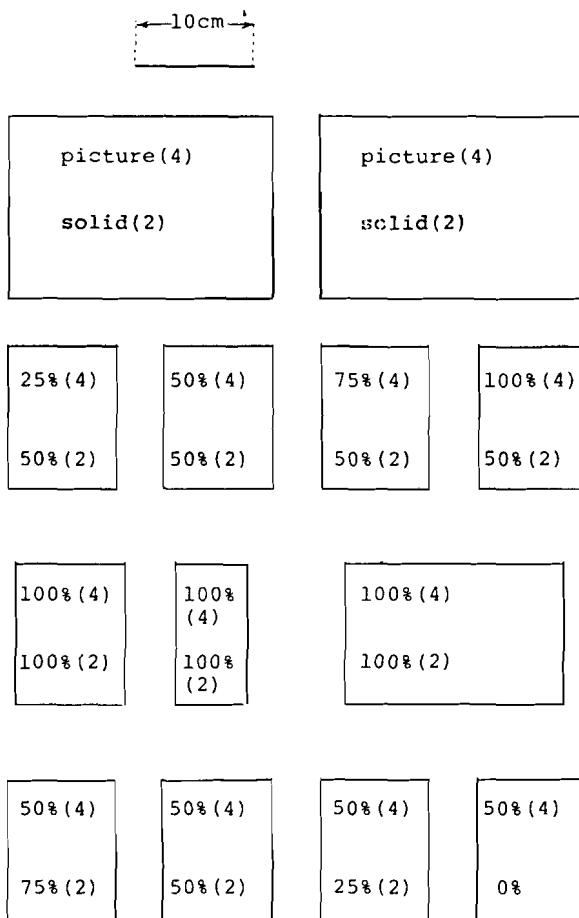 10cm
picture(4) picture(4)
solid(2) solid(2)
25%(4) 50%(4) 75%(4) 100%(4)
50%(2) 50%(2) 50%(2) 50%(2)
100%(4) 100% 100%(4)
(4)
100%(2) 100% 100%(2)
(2)
50%(4) 50%(4) 50%(4) 50%(4)
75%(2) 50%(2) 25%(2) 0%